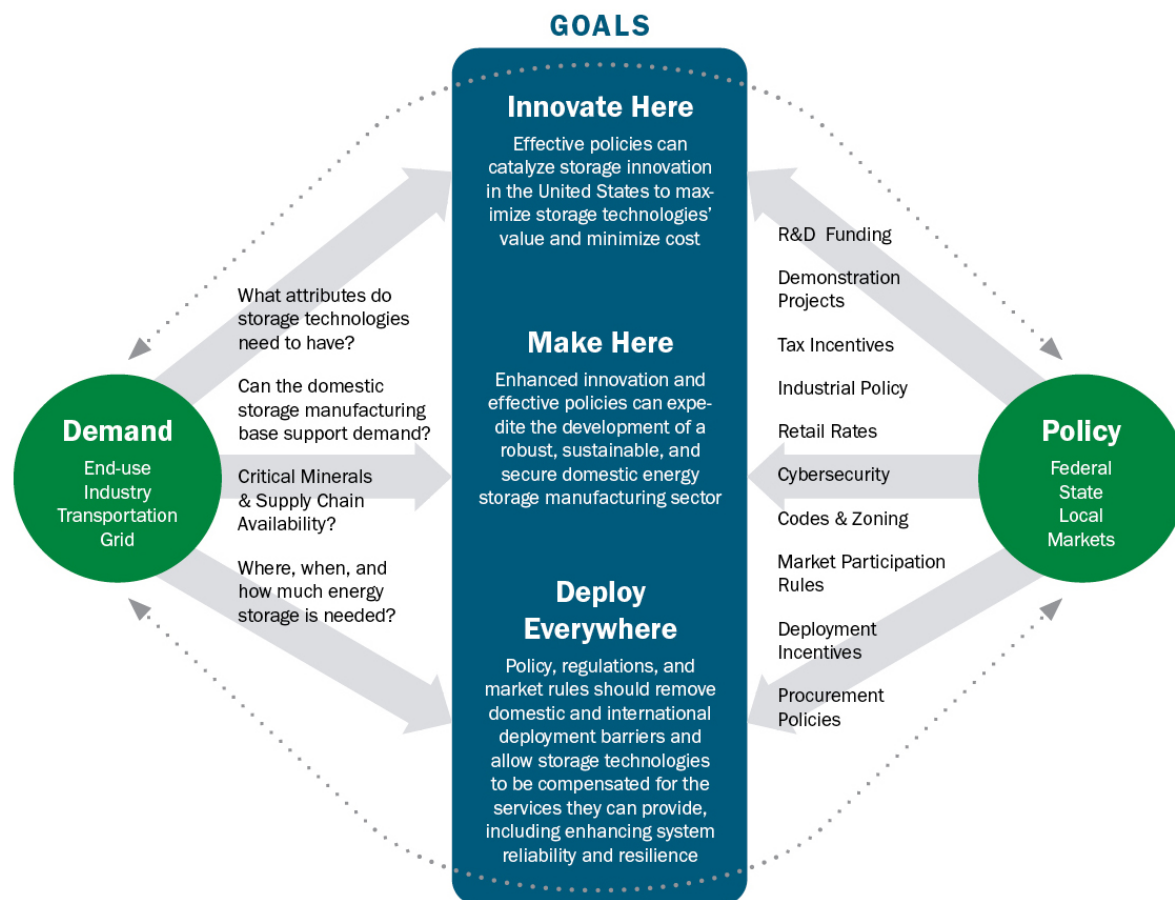 GOALS
Innovate Here
Effective policies can
catalyze storage innovation
in the United States to max-
imize storage technologies'
value and minimize cost
Make Here
Enhanced innovation and
effective policies can expe-
dite the development of a
robust, sustainable, and
secure domestic energy
storage manufacturing sector
Deploy
Everywhere
Policy, regulations, and
market rules should remove
domestic and international
deployment barriers and
allow storage technologies
to be compensated for the
services they can provide,
including enhancing system
reliability and resilience
Demand
End-use
Industry
Transportation
Grid
What attributes do
storage technologies
need to have?
Can the domestic
storage manufacturing
base support demand?
Critical Minerals
& Supply Chain
Availability?
Where, when, and
how much energy
storage is needed?
R&D Funding
Demonstration
Projects
Tax Incentives
Industrial Policy
Retail Rates
Cybersecurity
Codes & Zoning
Market Participation
Rules
Deployment
Incentives
Procurement
Policies
Policy
Federal
State
Local
Markets